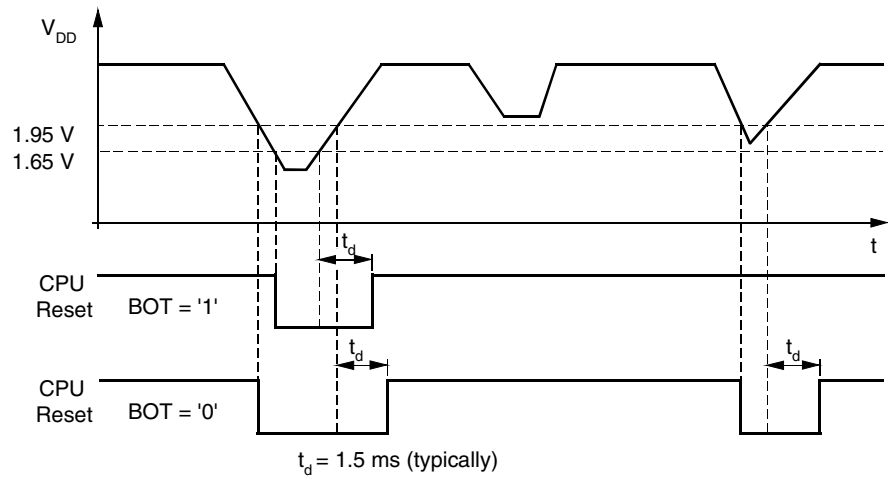 V_DD
1.95 V
1.65 V
t
t_d
CPU
Reset
BOT = '1'
t_d
t_d
CPU
Reset
BOT = '0'
t_d = 1.5 ms (typically)